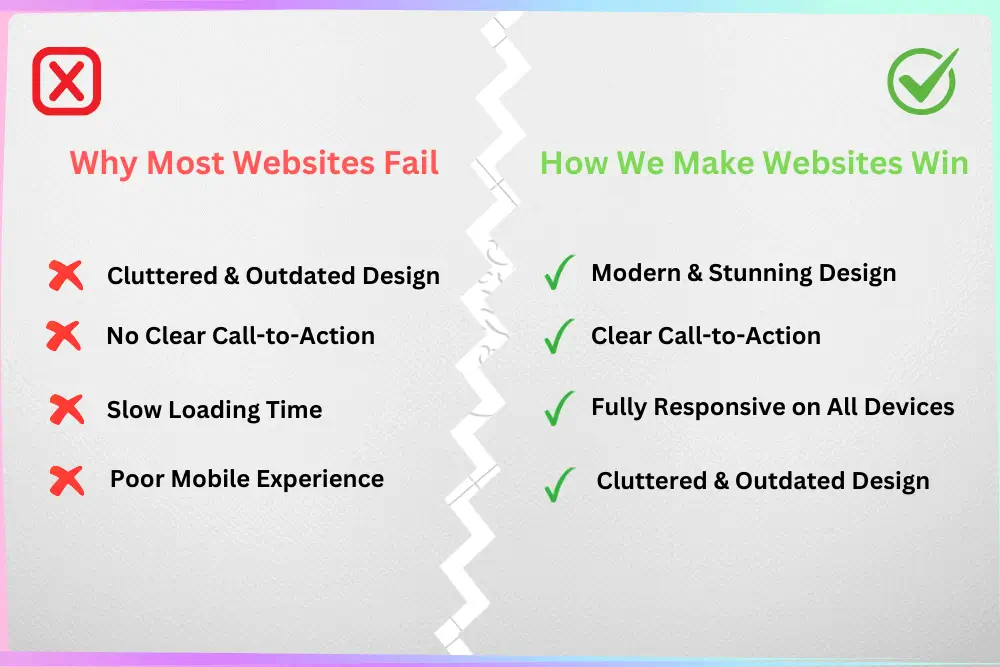 Why Most Websites Fail
Cluttered & Outdated Design
No Clear Call-to-Action
Slow Loading Time
Poor Mobile Experience
How We Make Websites Win
Modern & Stunning Design
Clear Call-to-Action
Fully Responsive on All Devices
Cluttered & Outdated Design